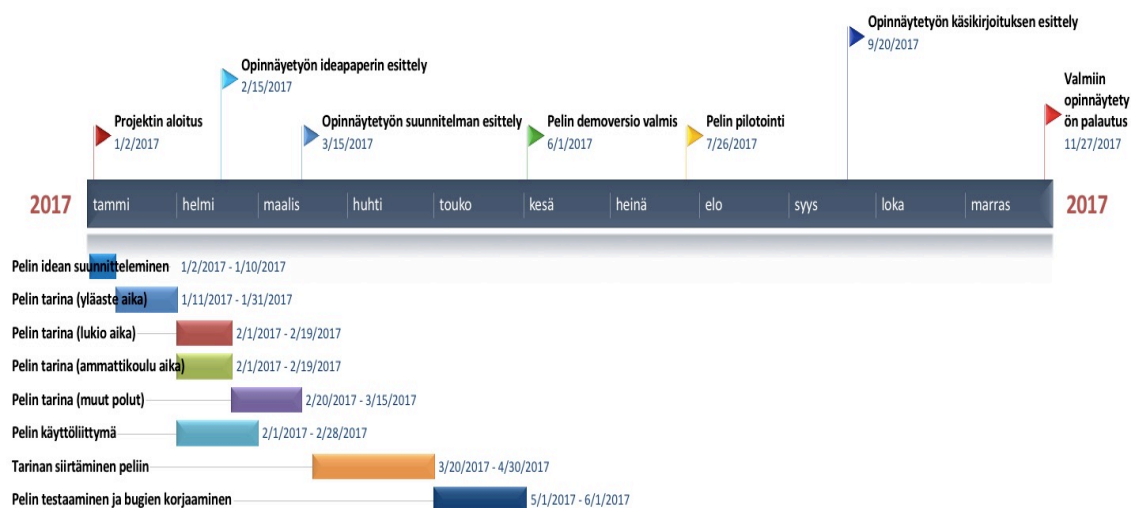 Opinnäytetyön käsikirjoituksen esittely
9/20/2017
Opinnäyetyön ideapaperin esittely
2/15/2017
Valmiin
opinnäytety
ön palautus
11/27/2017
Projektin aloitus
1/2/2017
Opinnäytetyön suunnitelman esittely
3/15/2017
Pelin demoversio valmis
6/1/2017
Pelin pilotointi
7/26/2017
2017 tammi helmi maalis huhti touko kesä heinä elo syys loka marras 2017
Pelin idean suunnitteleminen 1/2/2017 - 1/10/2017
Pelin tarina (yläaste aika) 1/11/2017 - 1/31/2017
Pelin tarina (lukio aika) 2/1/2017 - 2/19/2017
Pelin tarina (ammattikoulu aika) 2/1/2017 - 2/19/2017
Pelin tarina (muut polut) 2/20/2017 - 3/15/2017
Pelin käyttöliittymä 2/1/2017 - 2/28/2017
Tarinan siirtäminen peliin 3/20/2017 - 4/30/2017
Pelin testaaminen ja bugien korjaaminen 5/1/2017 - 6/1/2017